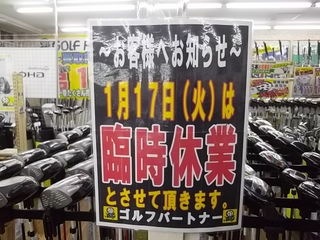 ～お客様へお知らせ～
1月17日（火）は
臨時休業
とさせて頂きます。
ゴルフパートナー
GOLF